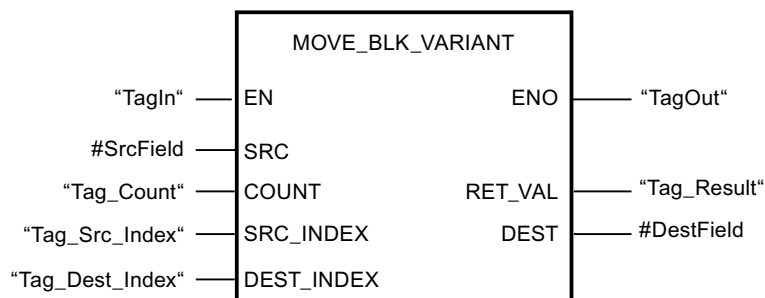 MOVE_BLK_VARIANT
“TagIn“ EN ENO “TagOut“
#SrcField SRC
“Tag_Count“ COUNT RET_VAL “Tag_Result“
“Tag_Src_Index“ SRC_INDEX DEST #DestField
“Tag_Dest_Index“ DEST_INDEX